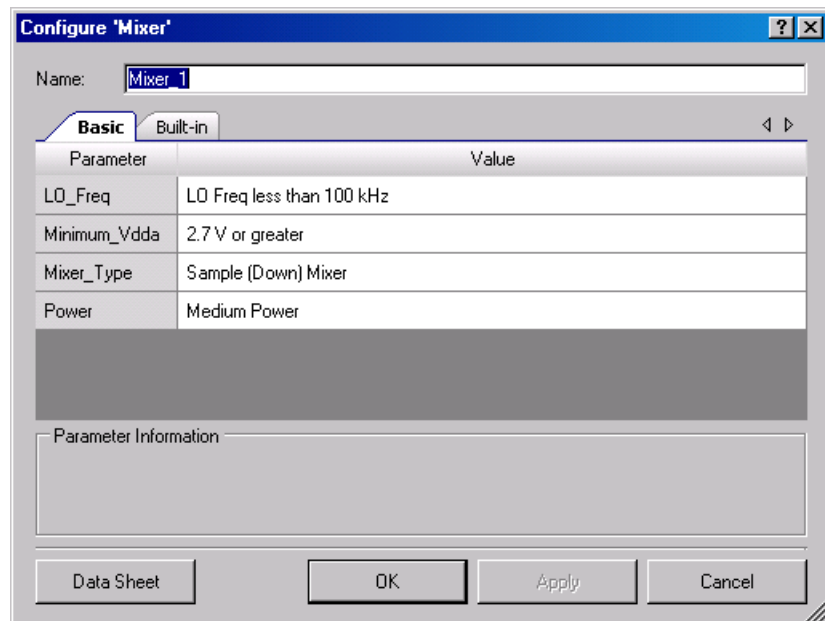 Configure 'Mixer'
Name: Mixer_1
Basic Built-in
Parameter Value
LO_Freq LO Freq less than 100 kHz
Minimum_Vdda 2.7 V or greater
Mixer_Type Sample (Down) Mixer
Power Medium Power
Parameter Information
Data Sheet OK Apply Cancel